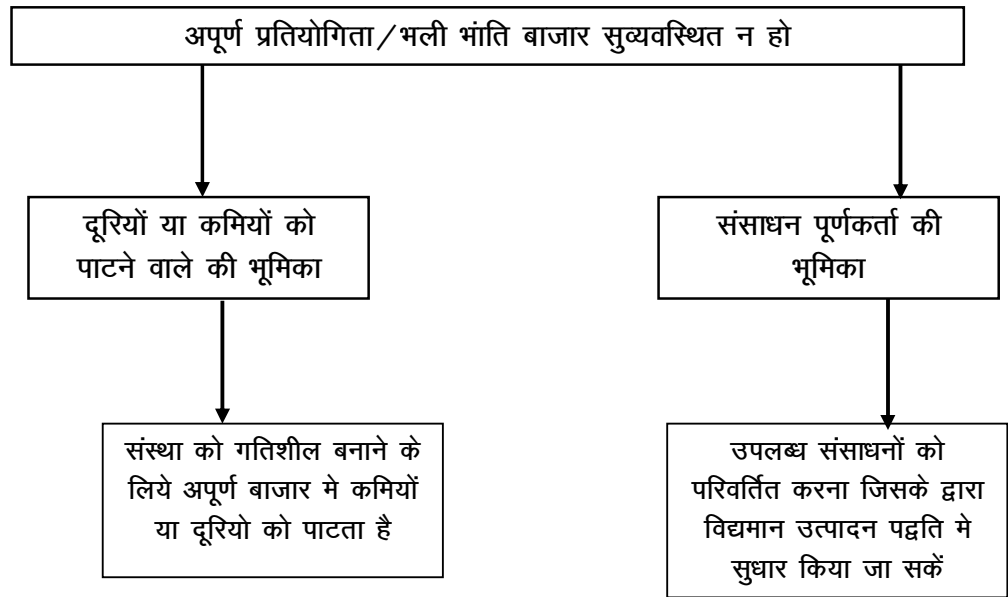 अपूर्ण प्रतियोगिता/भली भांति बाजार सुव्यवस्थित न हो
दूरियों या कमियों को
पाटने वाले की भूमिका
संसाधन पूर्णकर्ता की
भूमिका
संस्था को गतिशील बनाने के
लिये अपूर्ण बाजार मे कमियों
या दूरियो को पाटता है
उपलब्ध संसाधनों को
परिवर्तित करना जिसके द्वारा
विद्यमान उत्पादन पद्वति मे
सुधार किया जा सकें